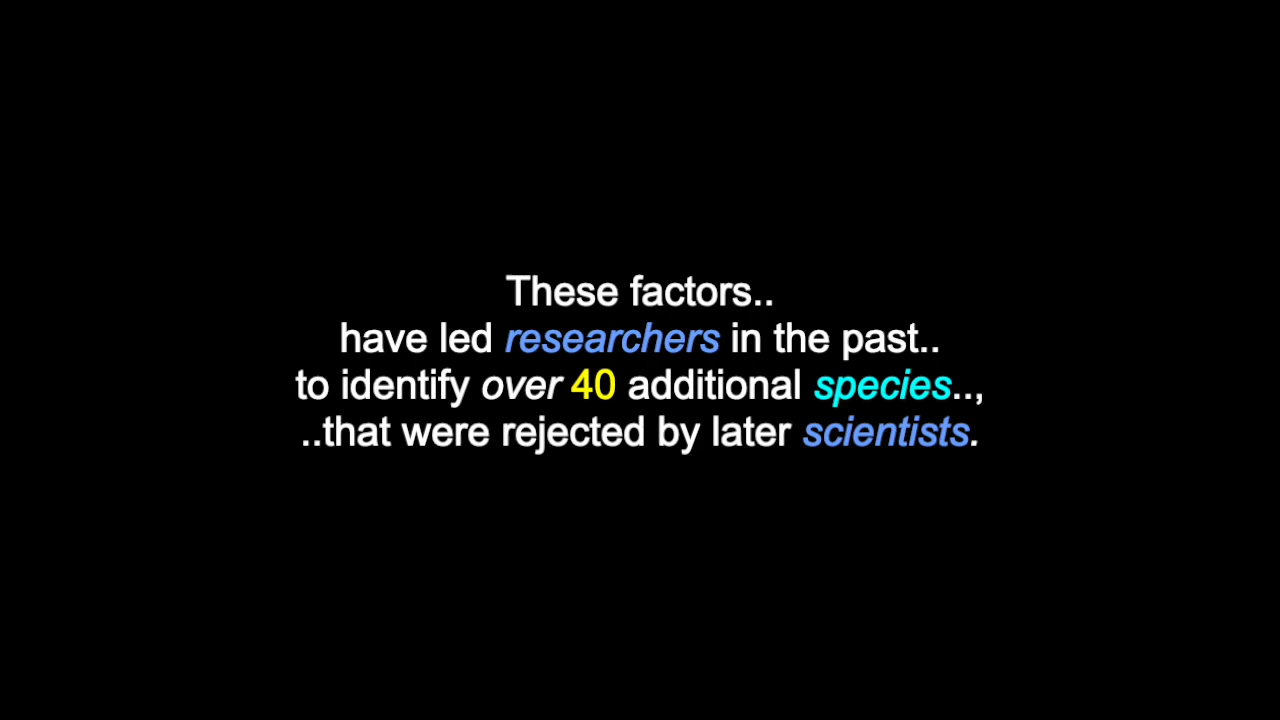 These factors..
have led researchers in the past..
to identify over 40 additional species..,
..that were rejected by later scientists.